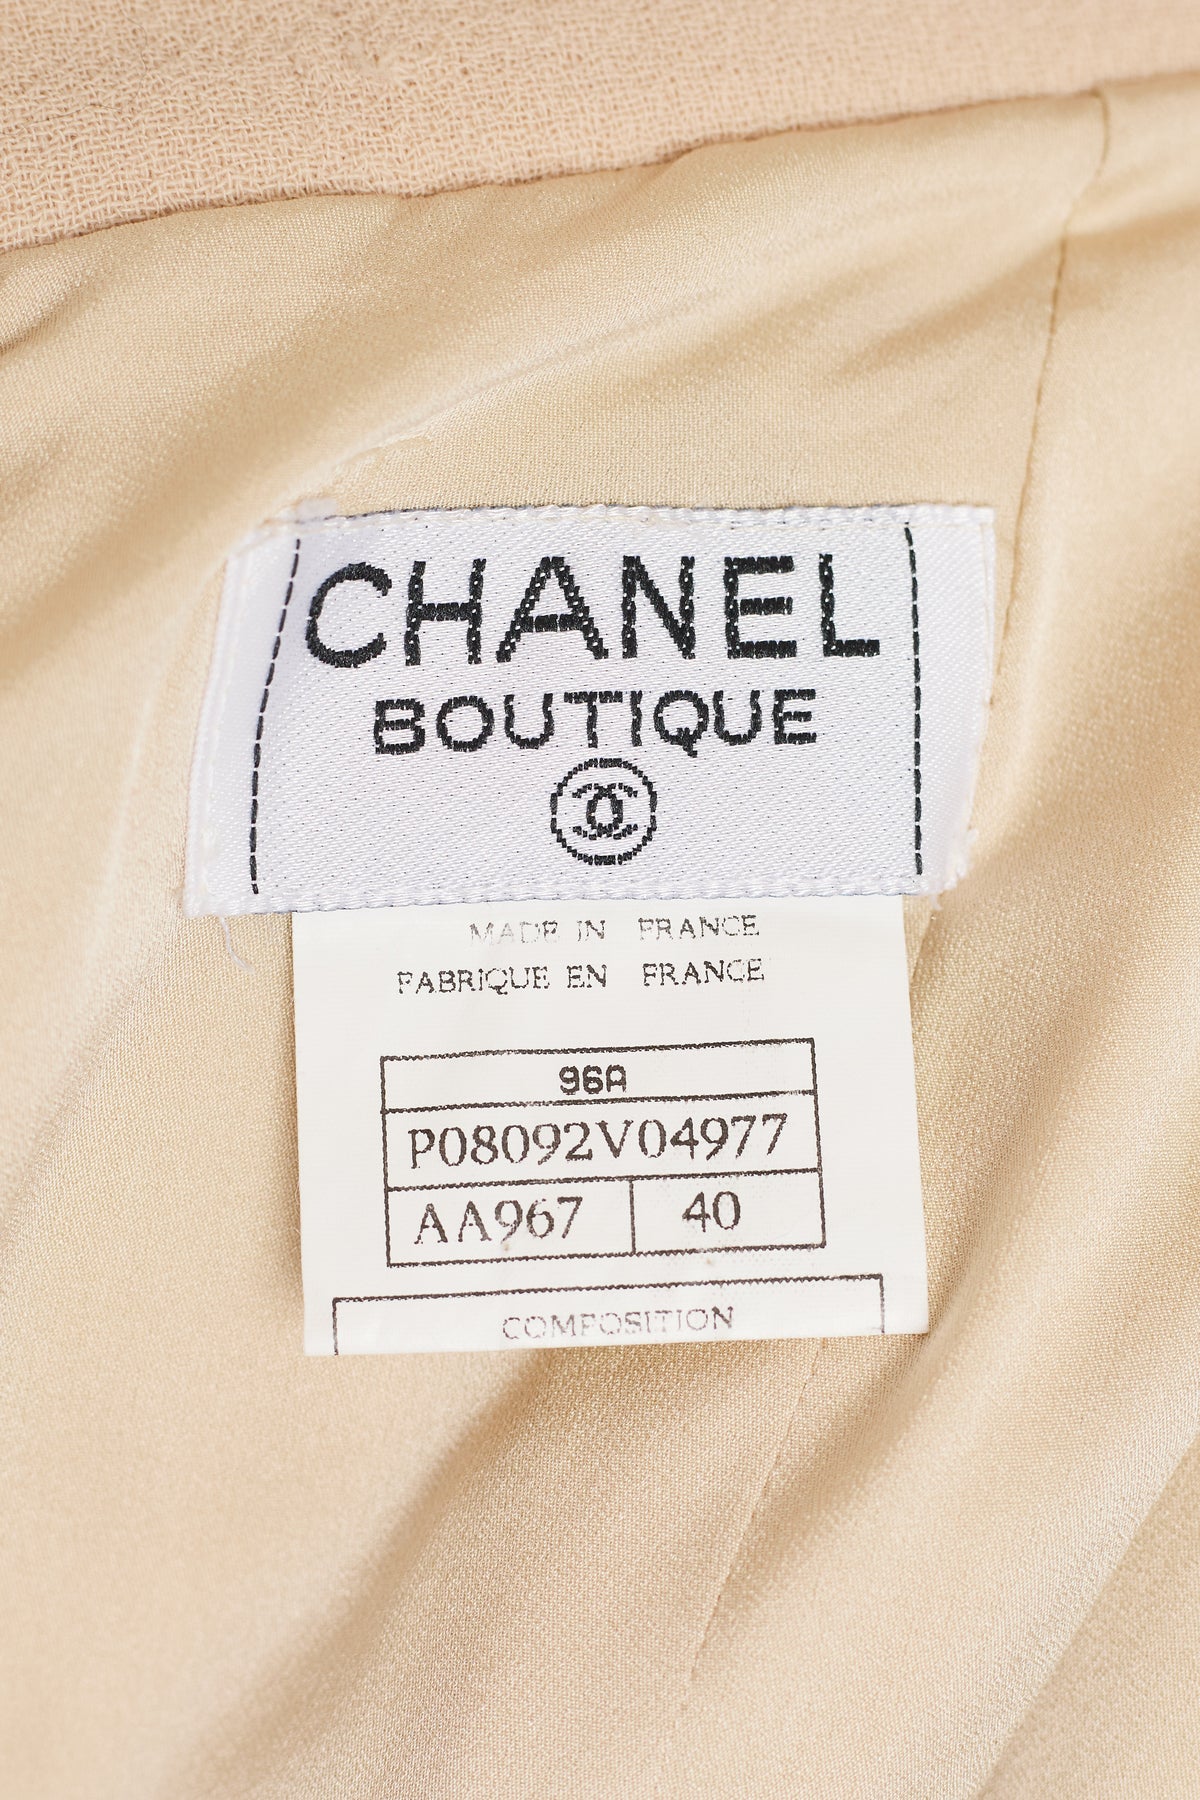 CHANEL
BOUTIQUE
MADE IN FRANCE
FABRIQUE EN FRANCE
96A
P08092V04977
AA967 40
COMPOSITION